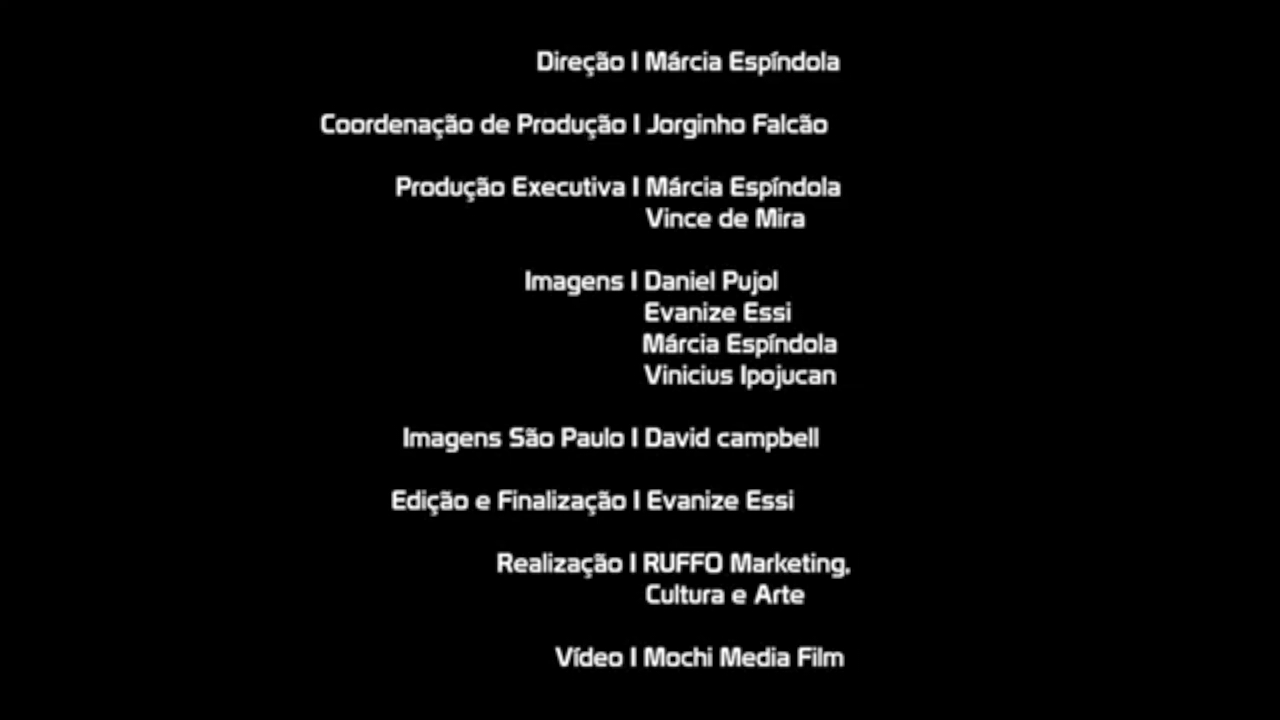 Direção | Márcia Espíndola
Coordenação de Produção | Jorginho Falcão
Produção Executiva | Márcia Espíndola
Vince de Mira
Imagens | Daniel Pujol
Evanize Essi
Márcia Espíndola
Vinicius Ipojucan
Imagens São Paulo | David campbell
Edição e Finalização | Evanize Essi
Realização | RUFFO Marketing,
Cultura e Arte
Vídeo | Mochi Media Film